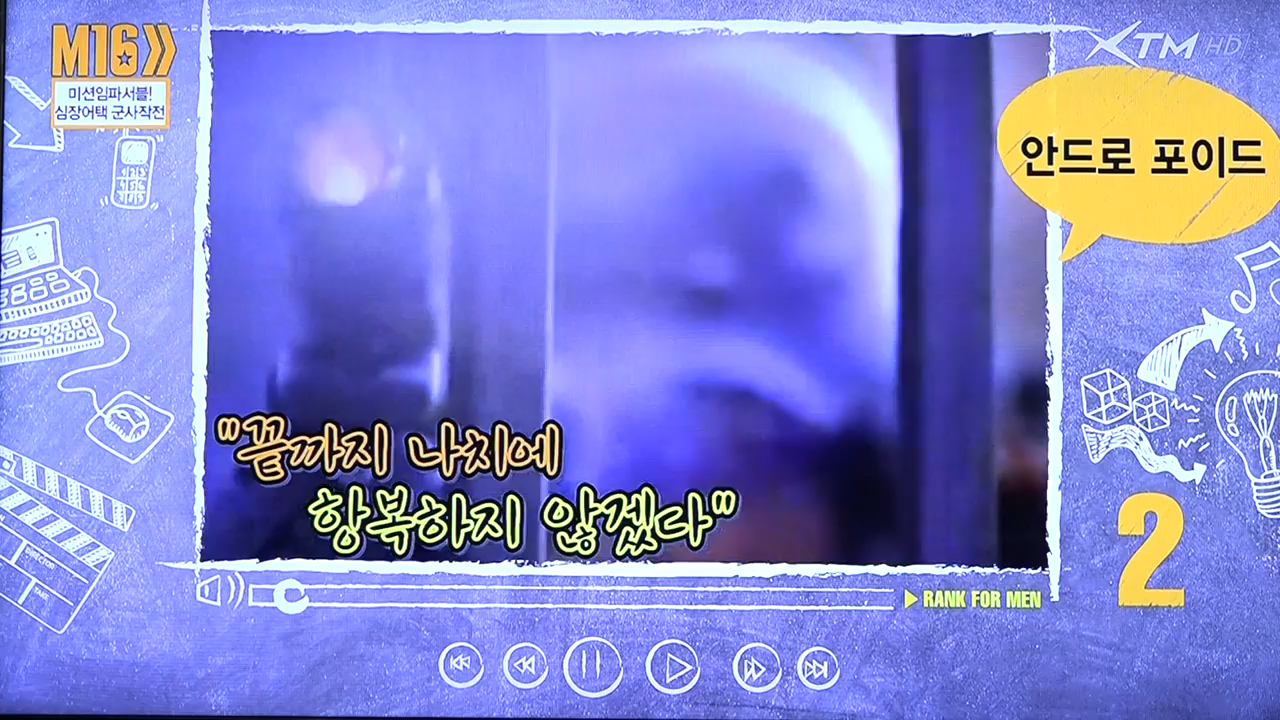 M16
미션임파서블!
심장어택 군사작전
XTM HD
안드로 포이드
"끝까지 나치에
항복하지 않겠다"
RANK FOR MEN
2
DIRECTOR
TAKE